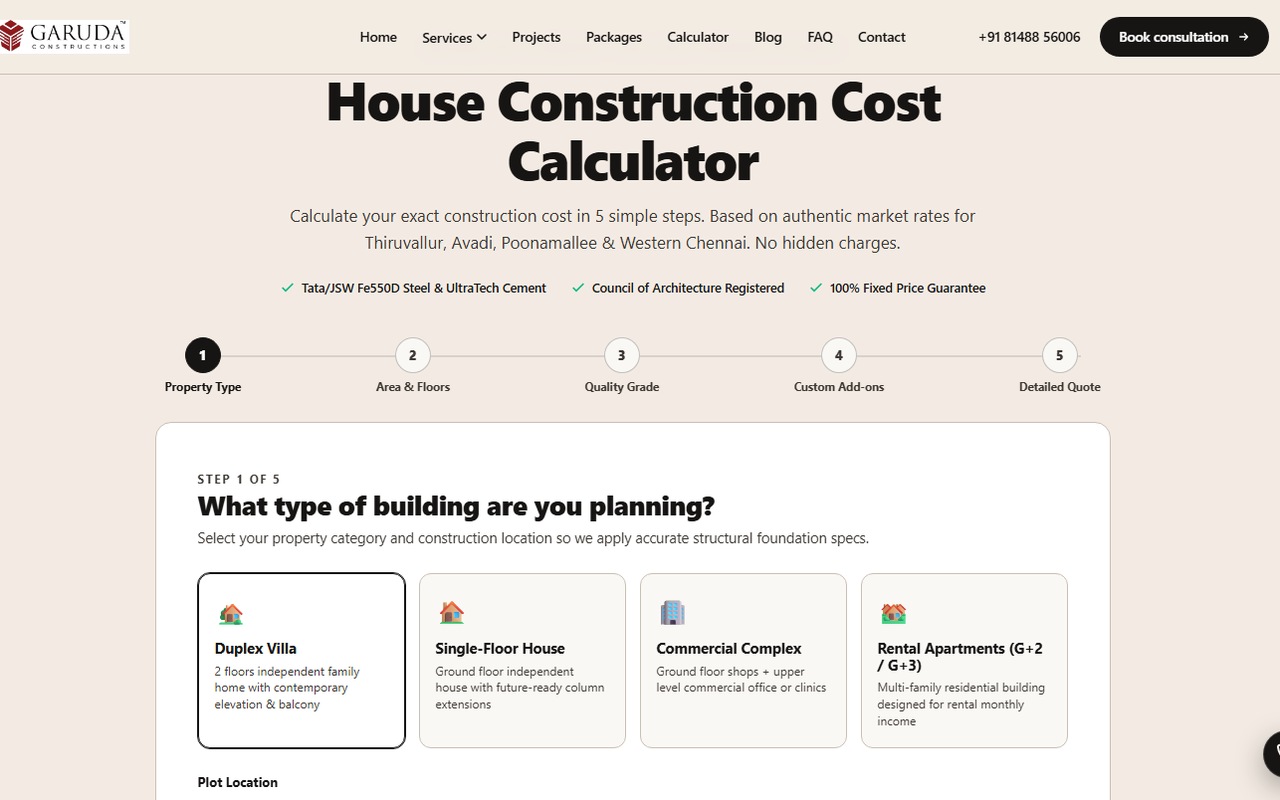 GARUDA™
CONSTRUCTIONS
Home
Services
Projects
Packages
Calculator
Blog
FAQ
Contact
+91 81488 56006
Book consultation →
House Construction Cost
Calculator
Calculate your exact construction cost in 5 simple steps. Based on authentic market rates for
Thiruvallur, Avadi, Poonamallee & Western Chennai. No hidden charges.
Tata/JSW Fe550D Steel & UltraTech Cement
Council of Architecture Registered
100% Fixed Price Guarantee
1
Property Type
2
Area & Floors
3
Quality Grade
4
Custom Add-ons
5
Detailed Quote
STEP 1 OF 5
What type of building are you planning?
Select your property category and construction location so we apply accurate structural foundation specs.
Duplex Villa
2 floors independent family
home with contemporary
elevation & balcony
Single-Floor House
Ground floor independent
house with future-ready column
extensions
Commercial Complex
Ground floor shops + upper
level commercial office or clinics
Rental Apartments (G+2
/ G+3)
Multi-family residential building
designed for rental monthly
income
Plot Location